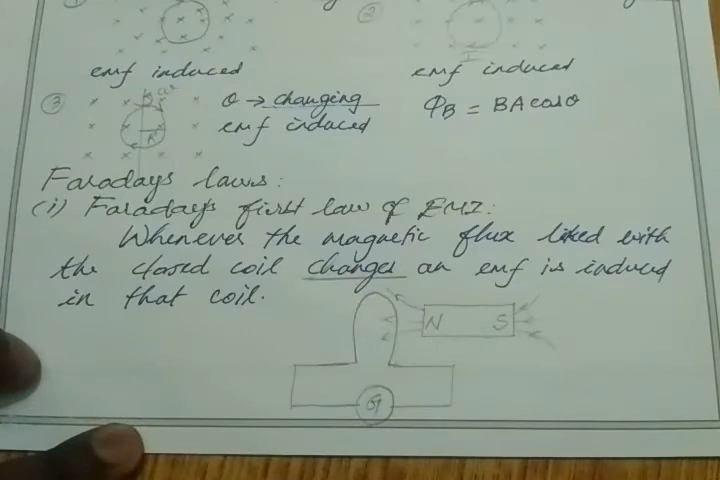 ②
emf induced
emf induced
③ θ → changing
emf induced
ΦB = BA cosθ
Faradays laws:
(i) Faradays first law of EMI:
Whenever the magnetic flux liked with
the closed coil changes an emf is induced
in that coil.
N S
G